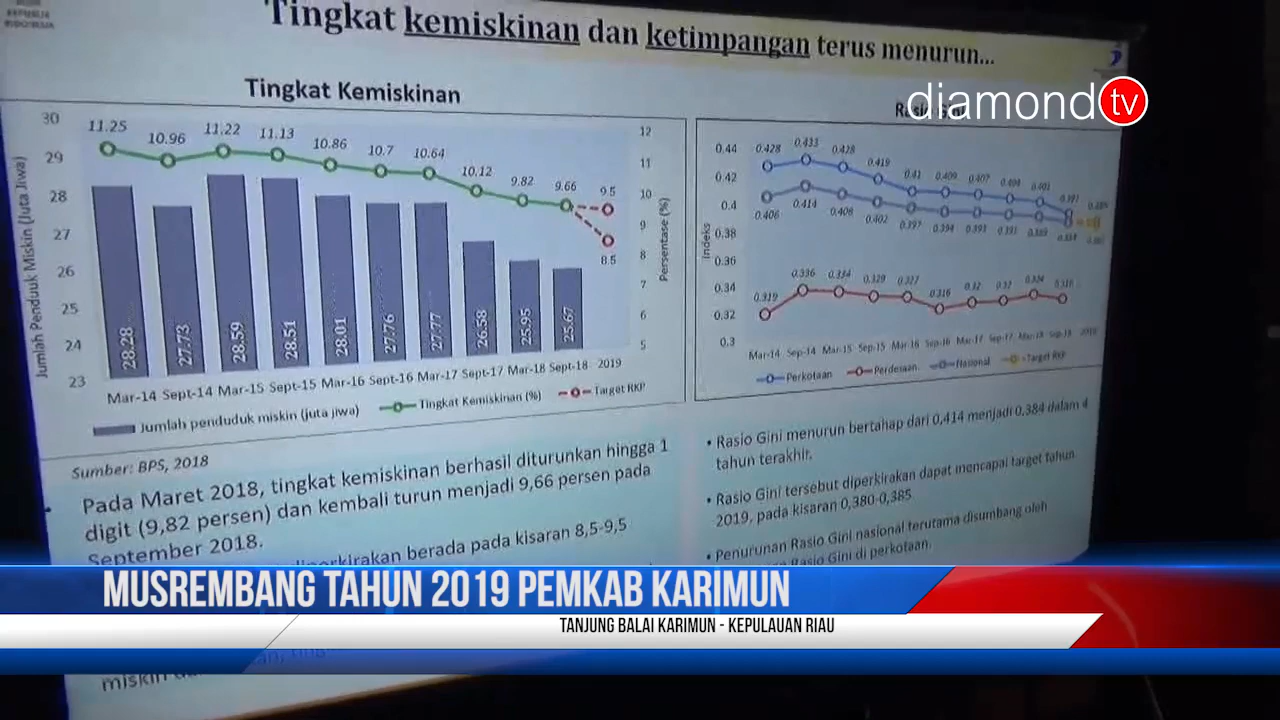 REPUBLIK
INDONESIA
Tingkat kemiskinan dan ketimpangan terus menurun...
diamond tv
Tingkat Kemiskinan
30
29
28
27
26
25
24
23
Jumlah Penduuk Miskin (Juta Jiwa)
11.25 10.96 11.22 11.13 10.86 10.7 10.64 10.12 9.82 9.66 9.5
8.5
28.28 27.73 28.59 28.51 28.01 27.76 27.77 26.58 25.95 25.67
12
11
10
9
8
7
6
5
Persentase (%)
Mar-14 Sept-14 Mar-15 Sept-15 Mar-16 Sept-16 Mar-17 Sept-17 Mar-18 Sept-18 2019
Jumlah penduduk miskin (juta jiwa) Tingkat Kemiskinan (%) Target RKP
Sumber: BPS, 2018
Pada Maret 2018, tingkat kemiskinan berhasil diturunkan hingga 1
digit (9,82 persen) dan kembali turun menjadi 9,66 persen pada
September 2018.
diperkirakan berada pada kisaran 8,5-9,5
miskin
0.44
0.42
0.4
0.38
0.36
0.34
0.32
0.3
Indeks
0.428 0.433 0.428 0.419 0.41 0.409 0.407 0.404 0.401 0.391
0.406 0.414 0.408 0.402 0.397 0.394 0.393 0.391 0.389 0.384
0.319 0.336 0.334 0.329 0.327 0.316 0.32 0.32 0.324
Mar-14 Sep-14 Mar-15 Sep-15 Mar-16 Sep-16 Mar-17 Sep-17 Mar-18 Sep-18 2019
Perkotaan Perdesaan Nasional Target RKP
• Rasio Gini menurun bertahap dari 0,414 menjadi 0,384 dalam 4
tahun terakhir.
• Rasio Gini tersebut diperkirakan dapat mencapai target tahun
2019, pada kisaran 0,380-0,385
• Penurunan Rasio Gini nasional terutama disumbang oleh
Rasio Gini di perkotaan.
MUSREMBANG TAHUN 2019 PEMKAB KARIMUN
TANJUNG BALAI KARIMUN - KEPULAUAN RIAU